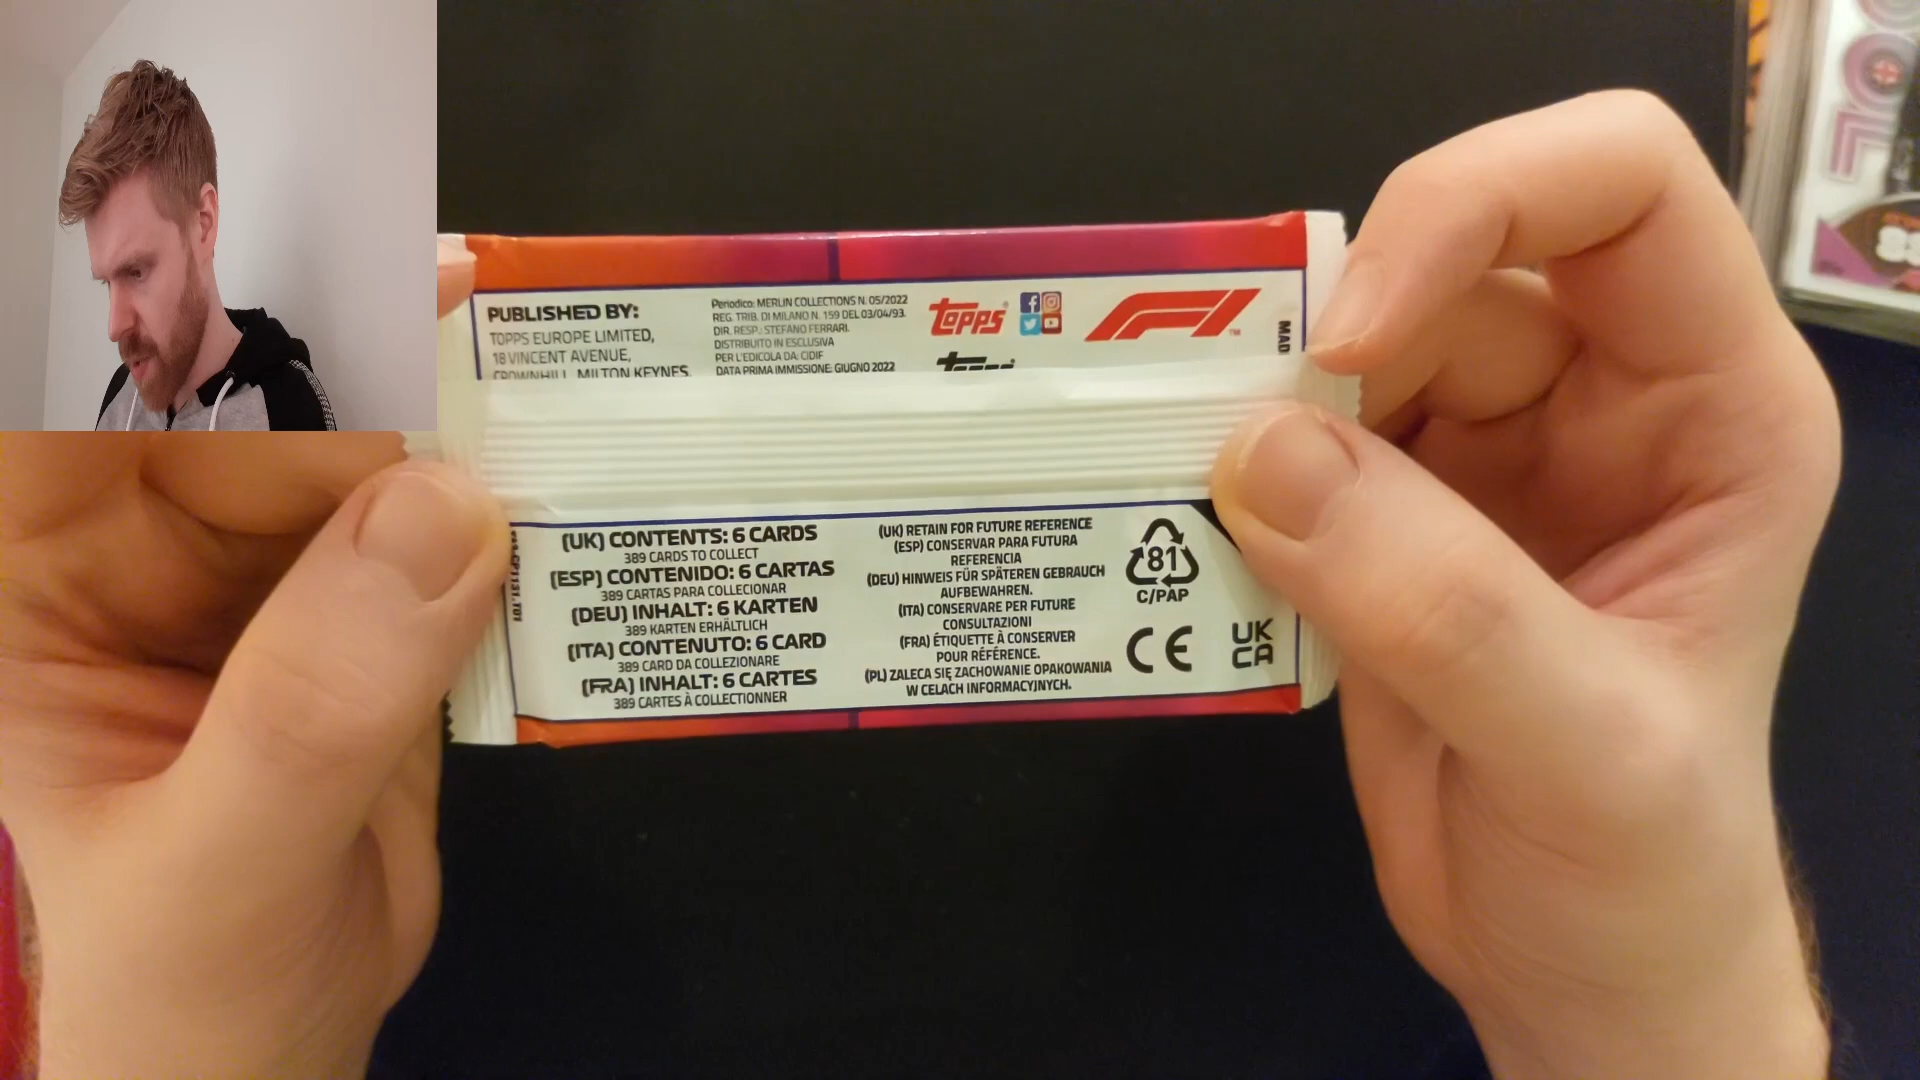 PUBLISHED BY:
TOPPS EUROPE LIMITED,
18 VINCENT AVENUE,
CROWNHILL, MILTON KEYNES,
Periodico: MERLIN COLLECTIONS N. 05/2022
REG. TRIB. DI MILANO N. 159 DEL 03/04/93.
DIR. RESP.: STEFANO FERRARI.
DISTRIBUITO IN ESCLUSIVA
PER L'EDICOLA DA: CIDIF
DATA PRIMA IMMISSIONE: GIUGNO 2022
TOPPS
F1™
MAD
(UK) CONTENTS: 6 CARDS
389 CARDS TO COLLECT
(ESP) CONTENIDO: 6 CARTAS
389 CARTAS PARA COLLECIONAR
(DEU) INHALT: 6 KARTEN
389 KARTEN ERHÄLTLICH
(ITA) CONTENUTO: 6 CARD
389 CARD DA COLLEZIONARE
(FRA) INHALT: 6 CARTES
389 CARTES À COLLECTIONNER
(UK) RETAIN FOR FUTURE REFERENCE
(ESP) CONSERVAR PARA FUTURA
REFERENCIA
(DEU) HINWEIS FÜR SPÄTEREN GEBRAUCH
AUFBEWAHREN.
(ITA) CONSERVARE PER FUTURE
CONSULTAZIONI
(FRA) ÉTIQUETTE À CONSERVER
POUR RÉFÉRENCE.
(PL) ZALECA SIĘ ZACHOWANIE OPAKOWANIA
W CELACH INFORMACYJNYCH.
81
C/PAP
CE
UK
CA